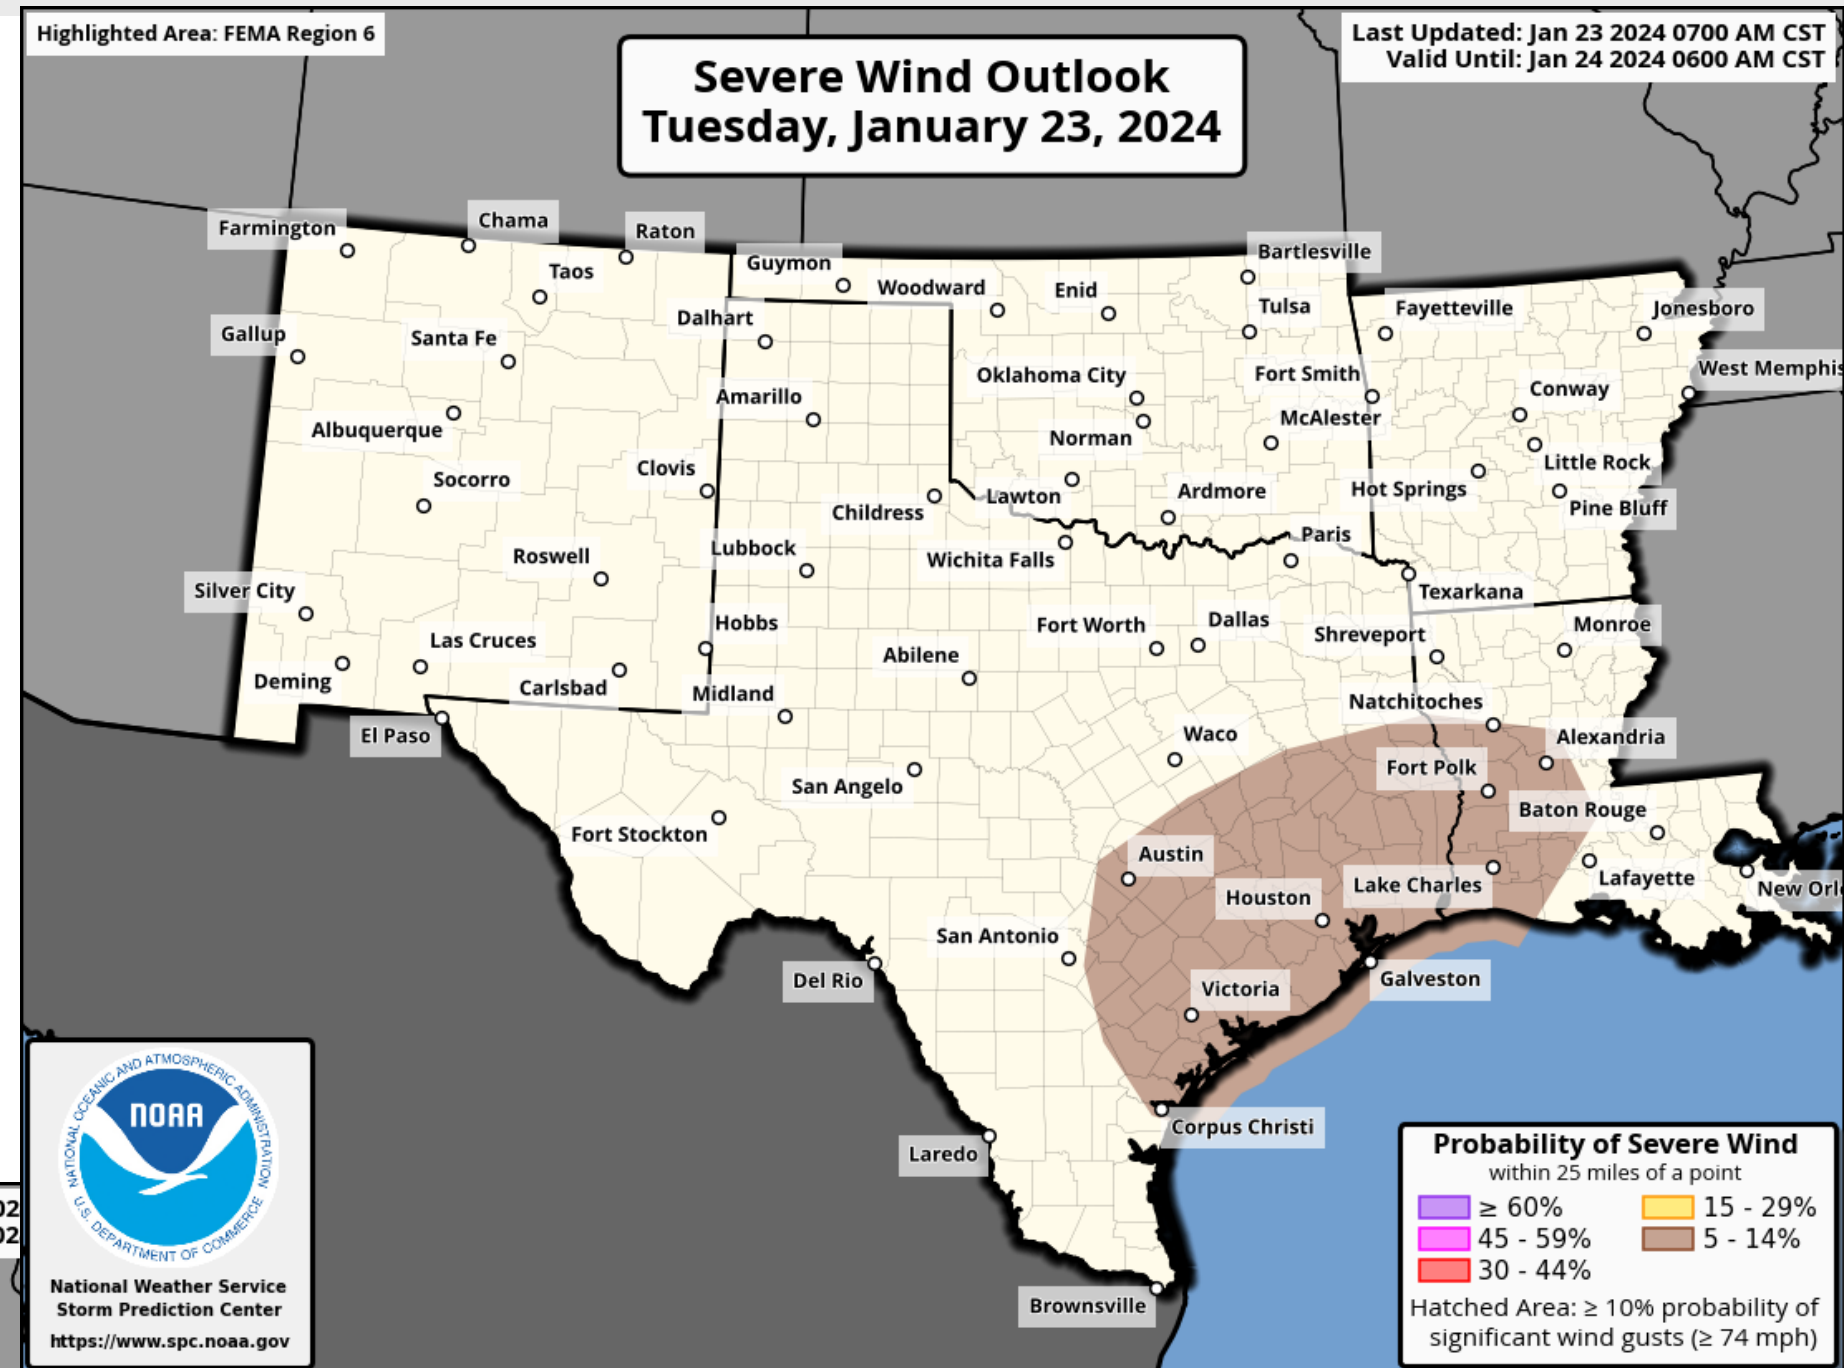 Highlighted Area: FEMA Region 6
Severe Wind Outlook
Tuesday, January 23, 2024
Last Updated: Jan 23 2024 0700 AM CST
Valid Until: Jan 24 2024 0600 AM CST
Farmington
Chama
Raton
Taos
Guymon
Woodward
Enid
Bartlesville
Tulsa
Fayetteville
Jonesboro
Gallup
Santa Fe
Dalhart
Oklahoma City
Fort Smith
West Memphis
Albuquerque
Amarillo
Norman
McAlester
Conway
Socorro
Clovis
Childress
Lawton
Ardmore
Hot Springs
Little Rock
Pine Bluff
Roswell
Lubbock
Wichita Falls
Paris
Silver City
Texarkana
Las Cruces
Hobbs
Fort Worth
Dallas
Shreveport
Monroe
Deming
Carlsbad
Midland
Abilene
Natchitoches
El Paso
San Angelo
Waco
Alexandria
Fort Polk
Fort Stockton
Baton Rouge
Austin
Houston
Lake Charles
Lafayette
New Orl
San Antonio
Del Rio
Victoria
Galveston
Corpus Christi
Laredo
Brownsville
02
02
NATIONAL OCEANIC AND ATMOSPHERIC ADMINISTRATION
NOAA
U.S. DEPARTMENT OF COMMERCE
National Weather Service
Storm Prediction Center
https://www.spc.noaa.gov
Probability of Severe Wind
within 25 miles of a point
≥ 60%
15 - 29%
45 - 59%
5 - 14%
30 - 44%
Hatched Area: ≥ 10% probability of
significant wind gusts (≥ 74 mph)